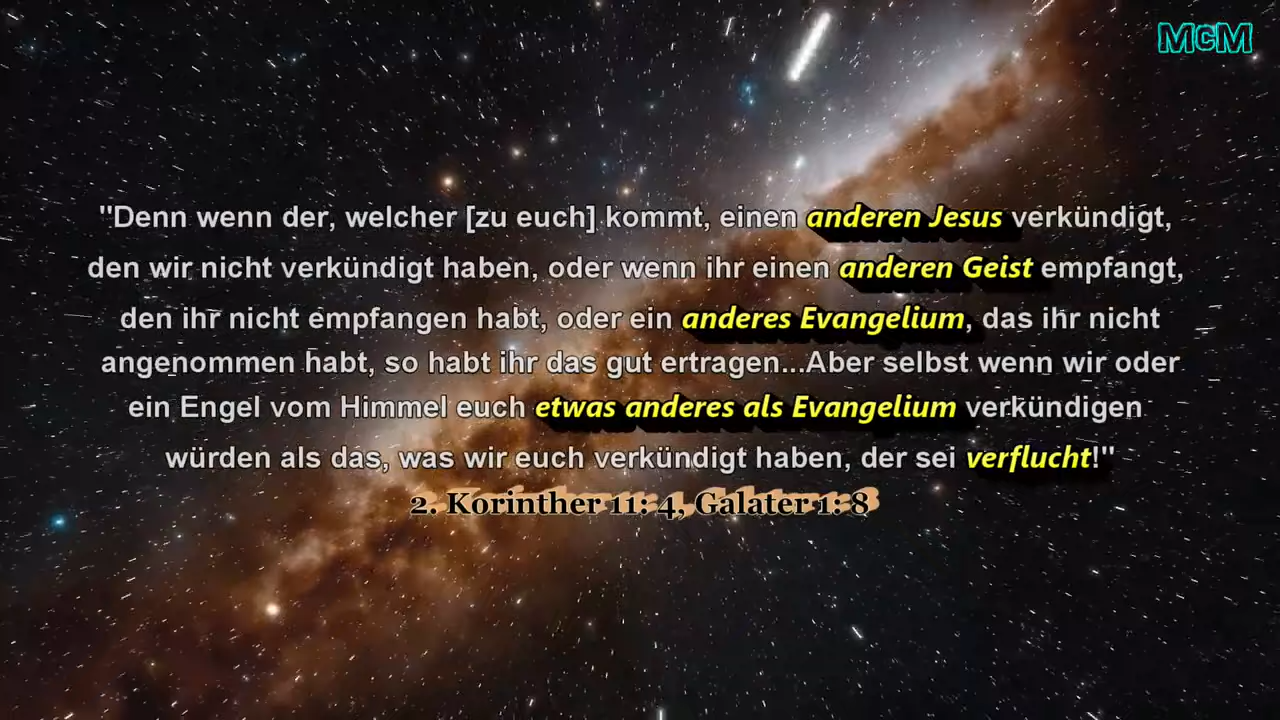 McM
"Denn wenn der, welcher [zu euch] kommt, einen anderen Jesus verkündigt,
den wir nicht verkündigt haben, oder wenn ihr einen anderen Geist empfangt,
den ihr nicht empfangen habt, oder ein anderes Evangelium, das ihr nicht
angenommen habt, so habt ihr das gut ertragen...Aber selbst wenn wir oder
ein Engel vom Himmel euch etwas anderes als Evangelium verkündigen
würden als das, was wir euch verkündigt haben, der sei verflucht!"
2. Korinther 11: 4, Galater 1: 8